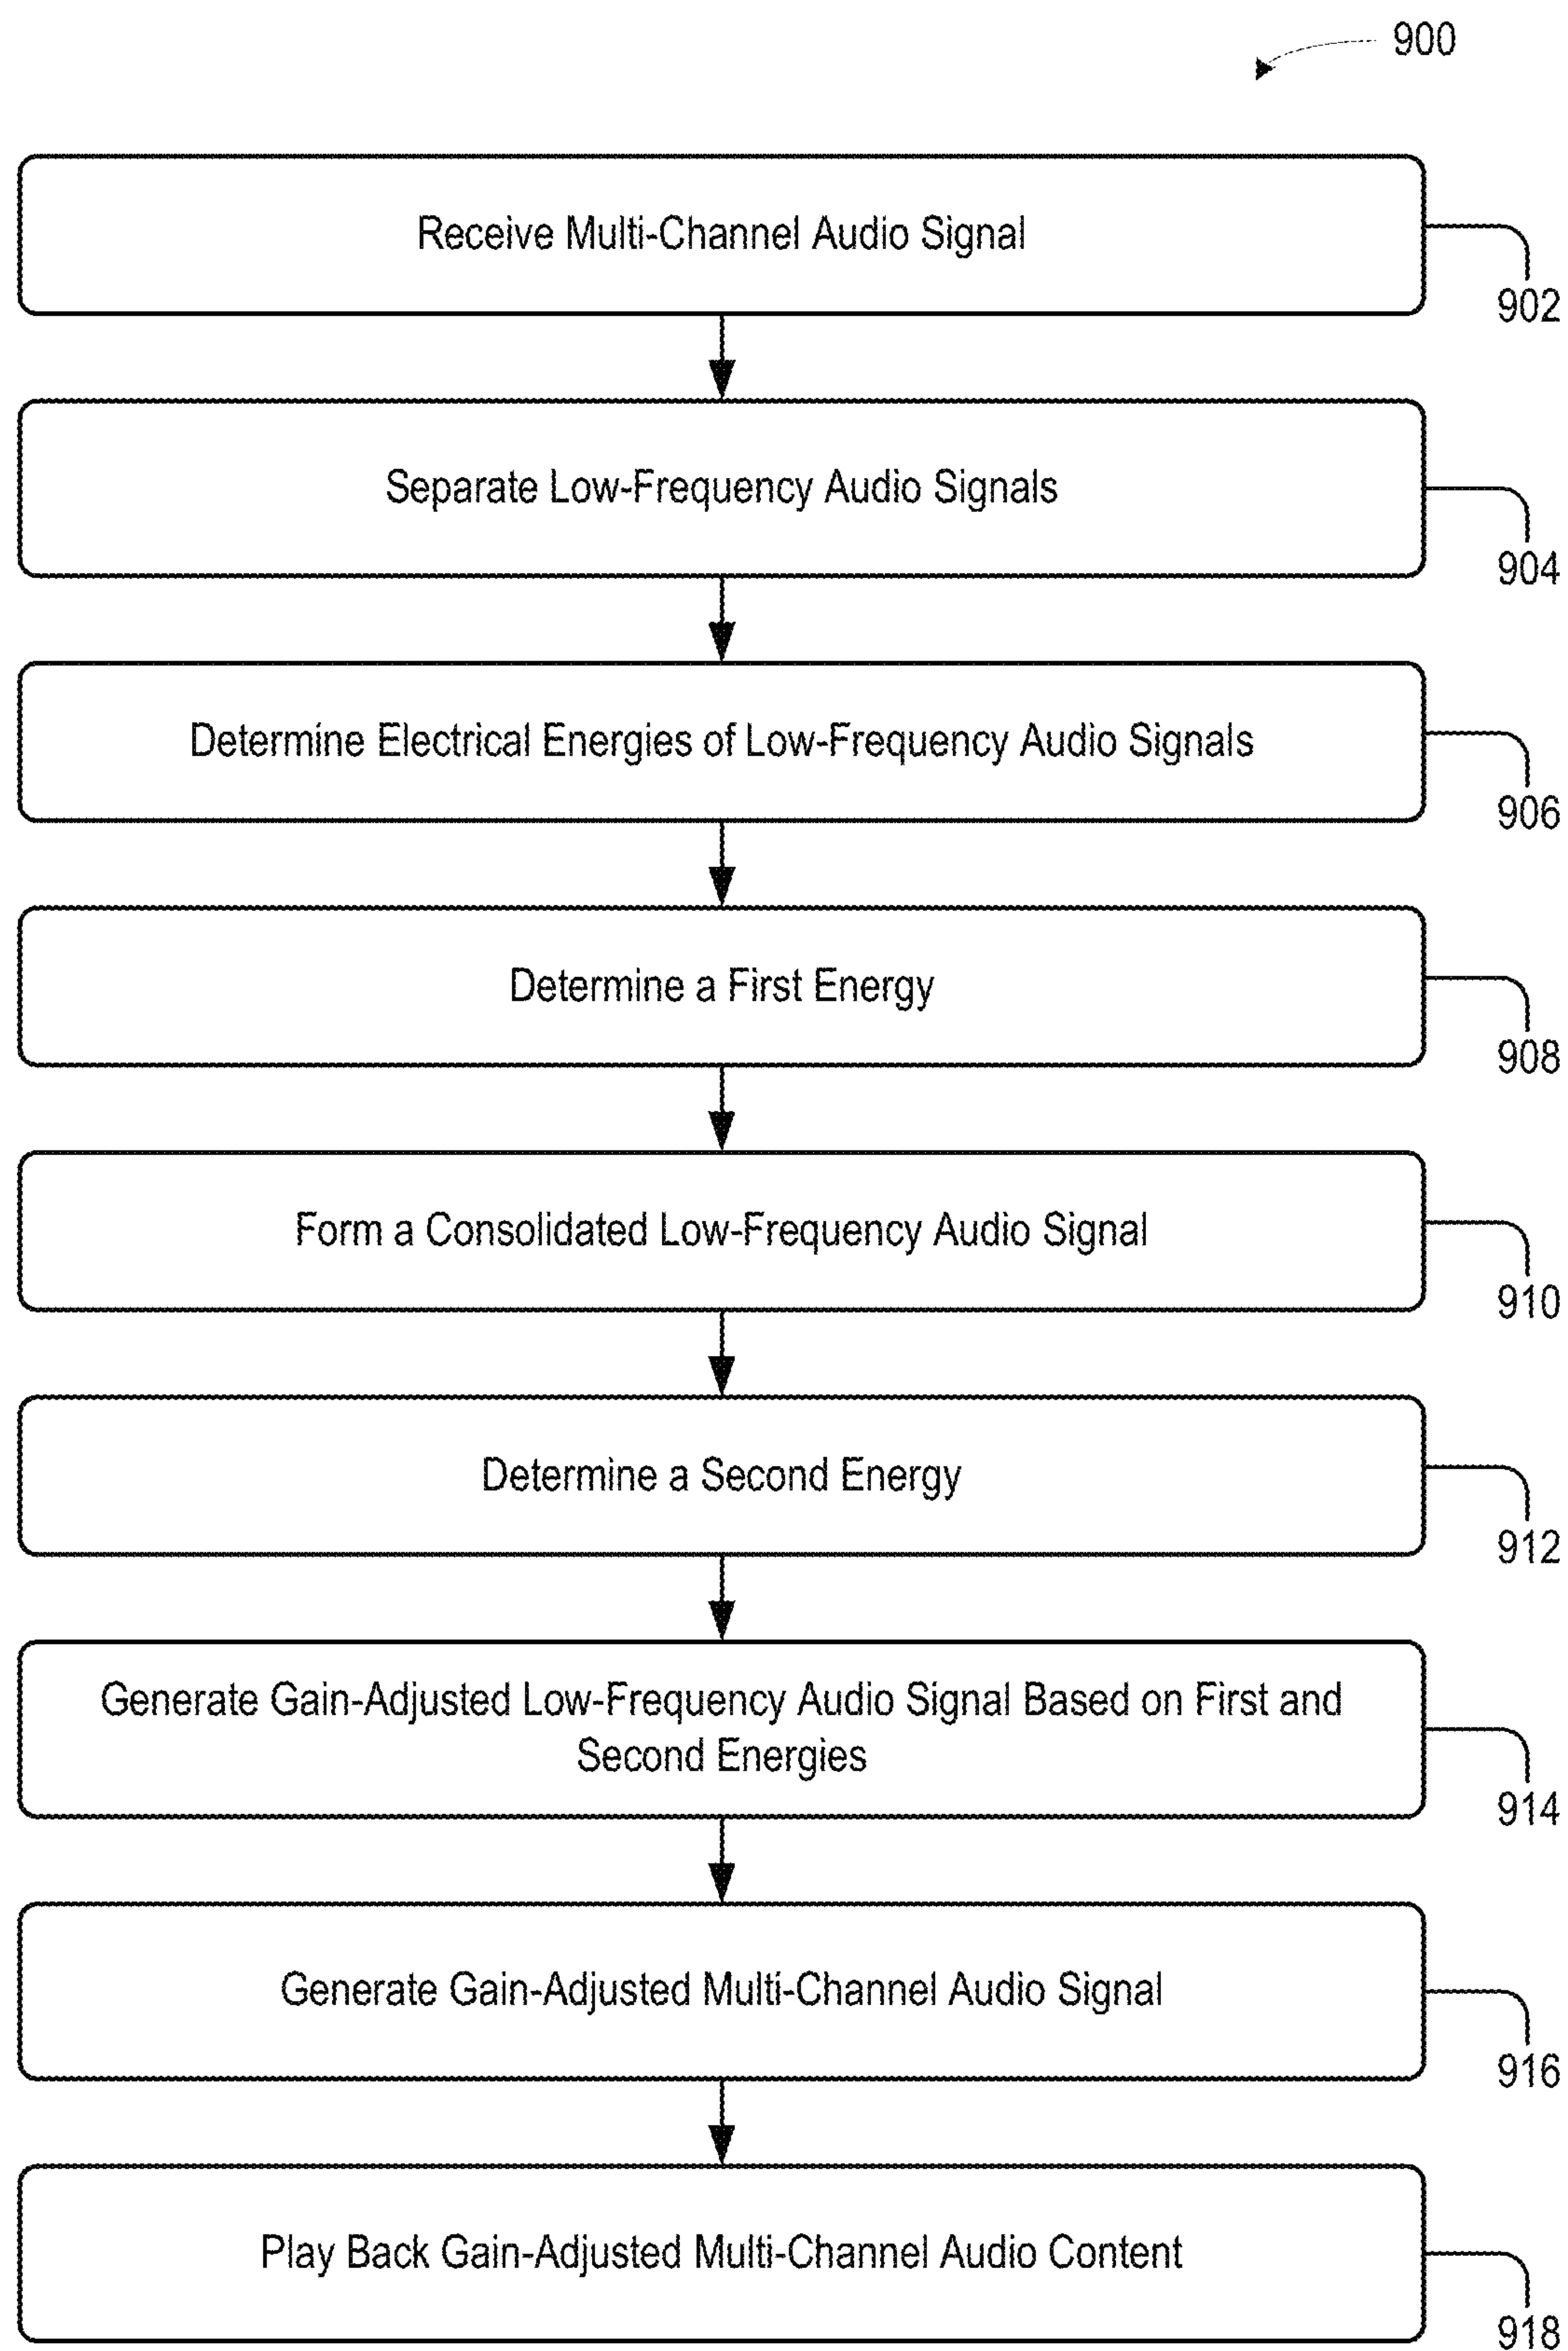 900
Receive Multi-Channel Audio Signal
902
Separate Low-Frequency Audio Signals
904
Determine Electrical Energies of Low-Frequency Audio Signals
906
Determine a First Energy
908
Form a Consolidated Low-Frequency Audio Signal
910
Determine a Second Energy
912
Generate Gain-Adjusted Low-Frequency Audio Signal Based on First and
Second Energies
914
Generate Gain-Adjusted Multi-Channel Audio Signal
916
Play Back Gain-Adjusted Multi-Channel Audio Content
918